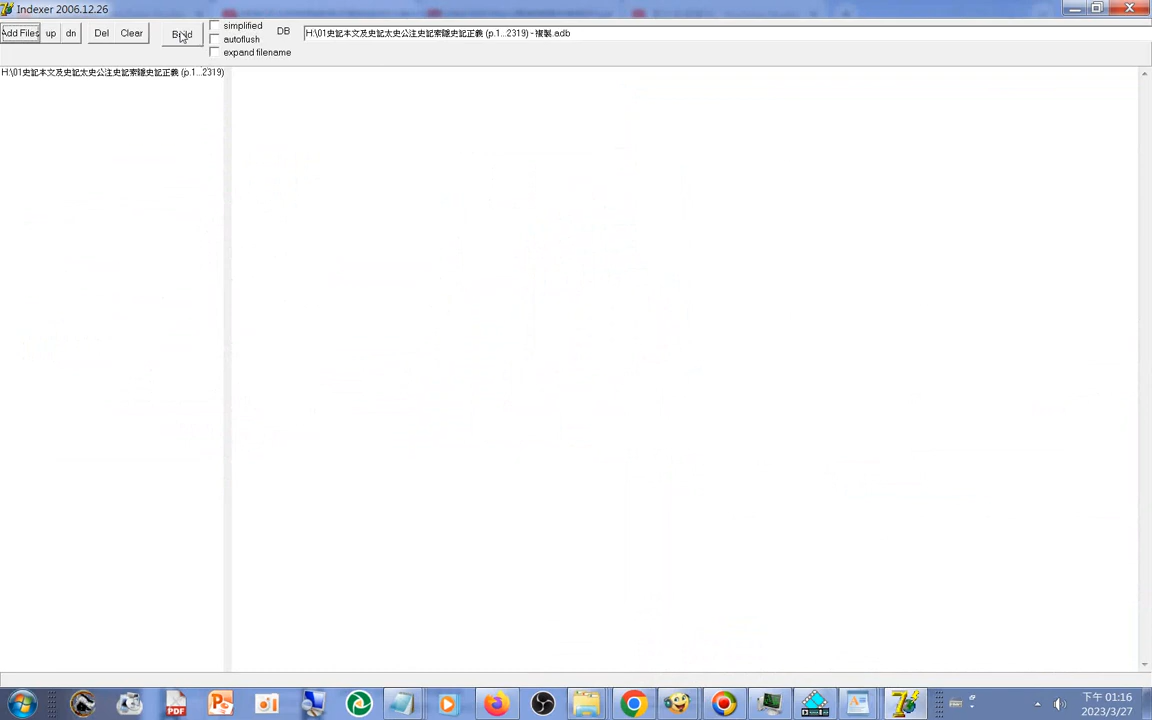 Indexer 2006.12.26
Add Files up dn Del Clear Build
simplified
autoflush
expand filename
DB
H:\01史記本文及史記太史公注史記索隱史記正義 (p.1...2319) - 複製.adb
H:\01史記本文及史記太史公注史記索隱史記正義 (p.1...2319)
PDF
下午 01:16
2023/3/27